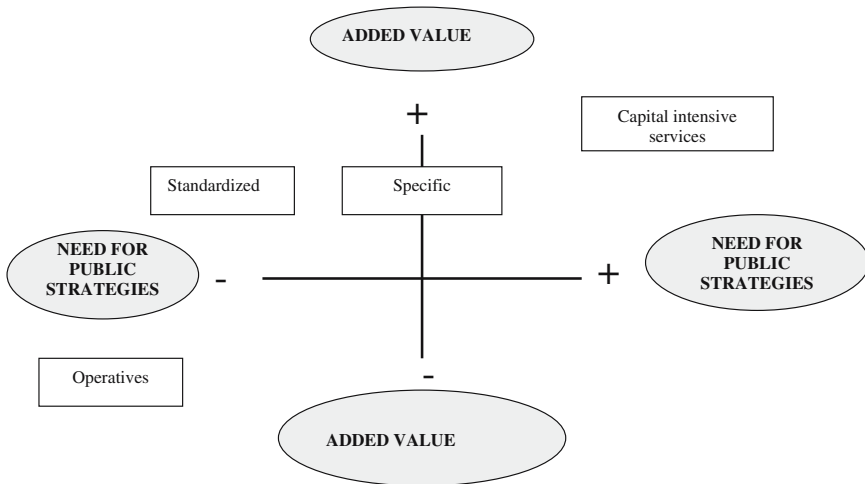 ADDED VALUE
+
Capital intensive
services
Standardized
Specific
NEED FOR
PUBLIC
STRATEGIES
-
+
NEED FOR
PUBLIC
STRATEGIES
Operatives
-
ADDED VALUE